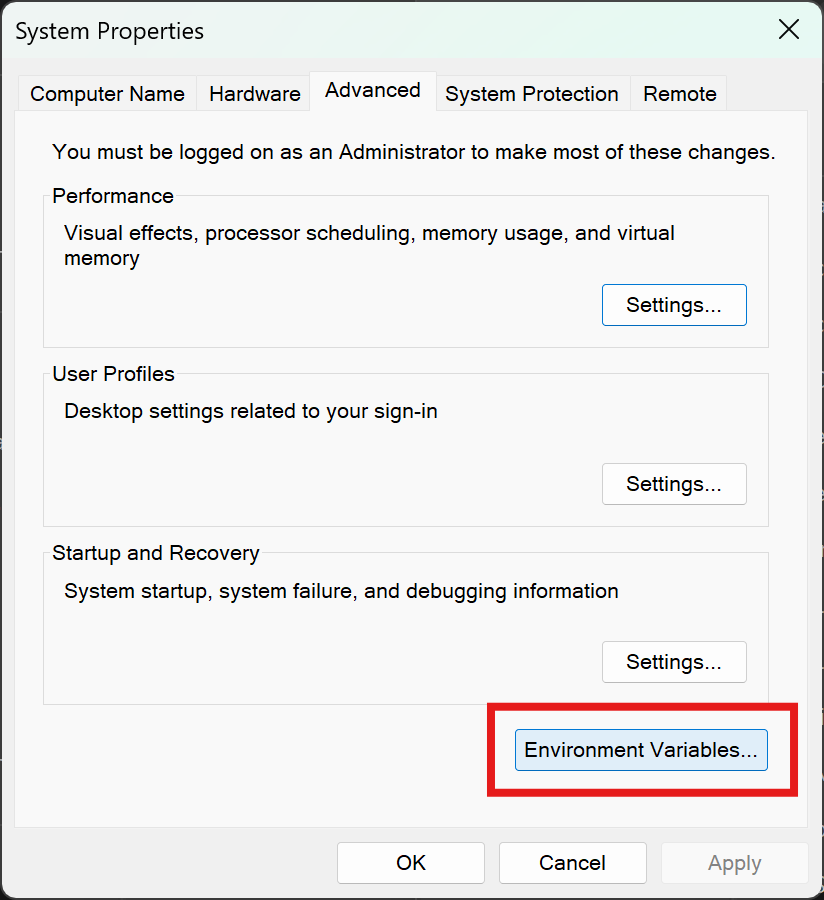 System Properties
Computer Name
Hardware
Advanced
System Protection
Remote
You must be logged on as an Administrator to make most of these changes.
Performance
Visual effects, processor scheduling, memory usage, and virtual
memory
Settings...
User Profiles
Desktop settings related to your sign-in
Settings...
Startup and Recovery
System startup, system failure, and debugging information
Settings...
Environment Variables...
OK
Cancel
Apply